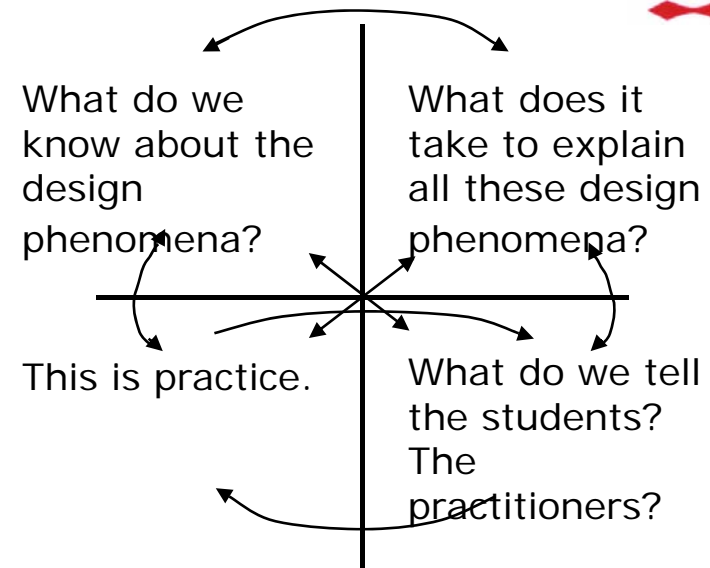 What do we
know about the
design
phenomena?
What does it
take to explain
all these design
phenomena?
This is practice.
What do we tell
the students?
The
practitioners?